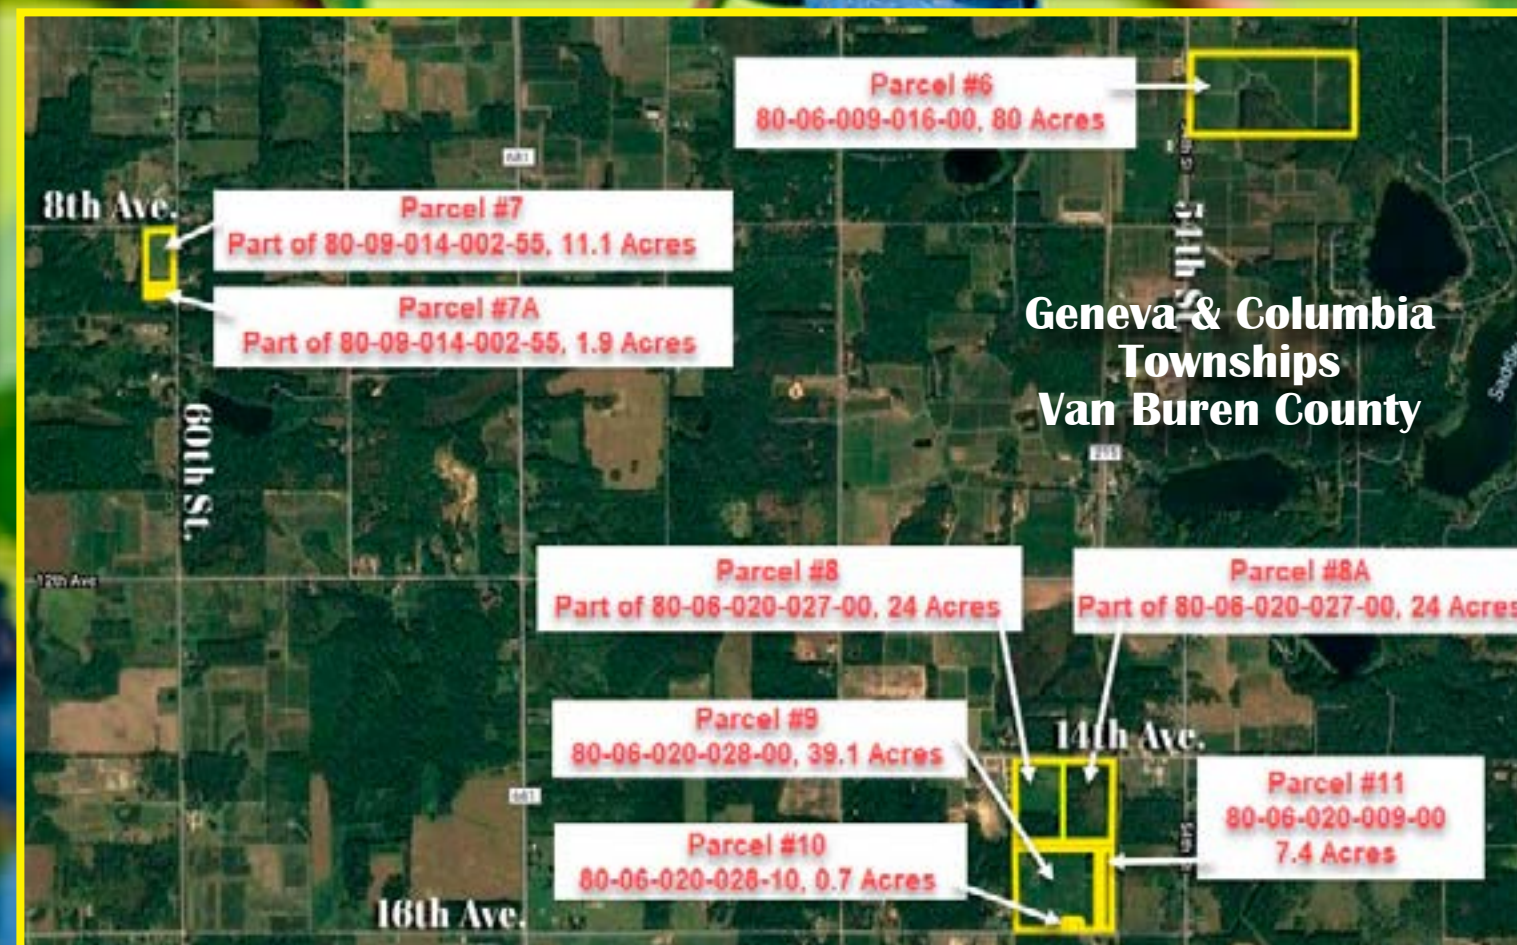 Parcel #6
80-06-009-016-00, 80 Acres
681
8th Ave.
Parcel #7
Part of 80-09-014-002-55, 11.1 Acres
Parcel #7A
Part of 80-09-014-002-55, 1.9 Acres
54th St.
Geneva & Columbia
Townships
Van Buren County
60th St.
215
12th Ave
Parcel #8
Part of 80-06-020-027-00, 24 Acres
Parcel #8A
Part of 80-06-020-027-00, 24 Acres
Parcel #9
80-06-020-028-00, 39.1 Acres
14th Ave.
681
Parcel #11
80-06-020-009-00
7.4 Acres
Parcel #10
80-06-020-028-10, 0.7 Acres
16th Ave.